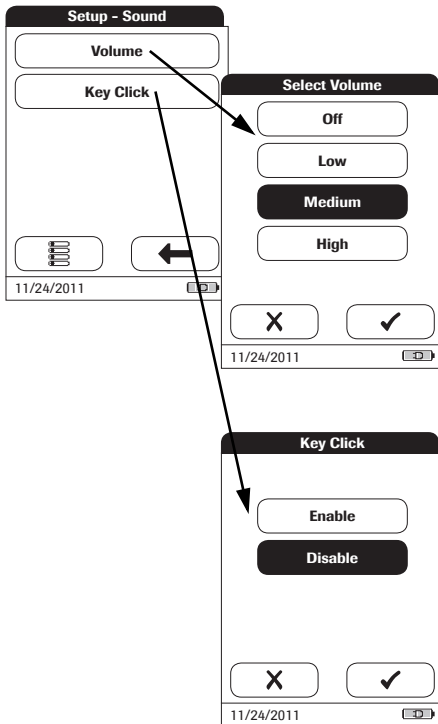 Setup - Sound
Volume
Key Click
11/24/2011
Select Volume
Off
Low
Medium
High
11/24/2011
Key Click
Enable
Disable
11/24/2011